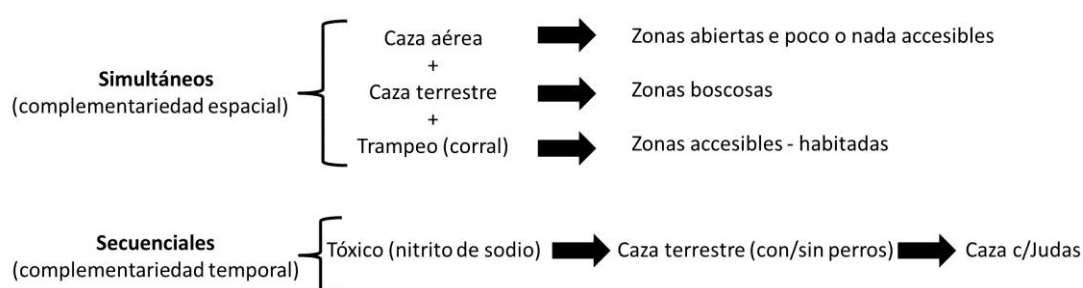 Caza aérea
Zonas abiertas e poco o nada accesibles
+
Simultáneos
(complementariedad espacial)
Caza terrestre
Zonas boscosas
+
Trampeo (corral)
Zonas accesibles - habitadas
Secuenciales
(complementariedad temporal)
Tóxico (nitrito de sodio)
Caza terrestre (con/sin perros)
Caza c/Judas